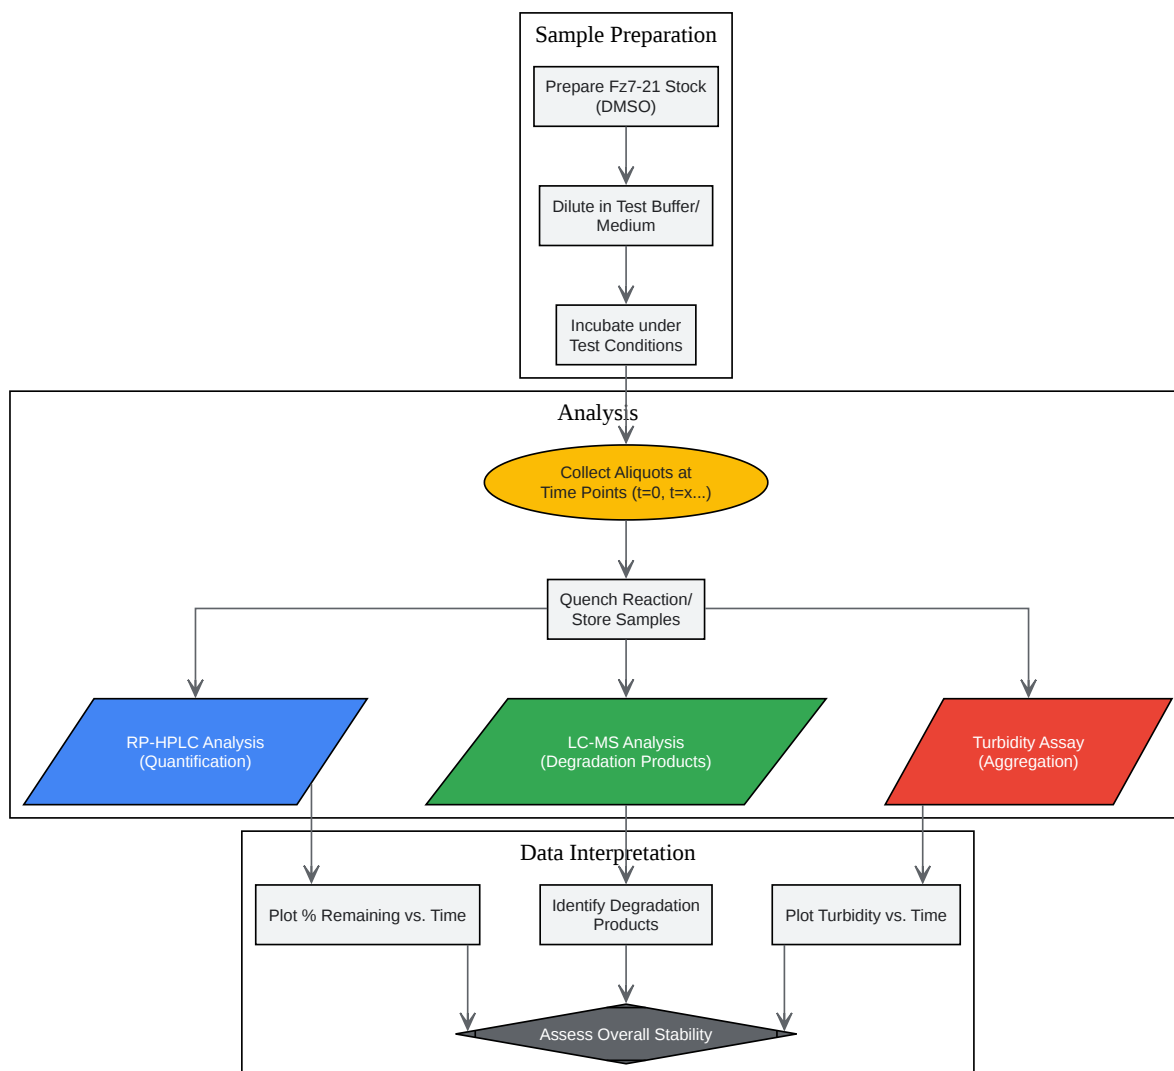 Sample Preparation
Prepare Fz7-21 Stock
(DMSO)
Dilute in Test Buffer/
Medium
Incubate under
Test Conditions
Analysis
Collect Aliquots at
Time Points (t=0, t=x...)
Quench Reaction/
Store Samples
RP-HPLC Analysis
(Quantification)
LC-MS Analysis
(Degradation Products)
Turbidity Assay
(Aggregation)
Data Interpretation
Plot % Remaining vs. Time
Identify Degradation
Products
Plot Turbidity vs. Time
Assess Overall Stability